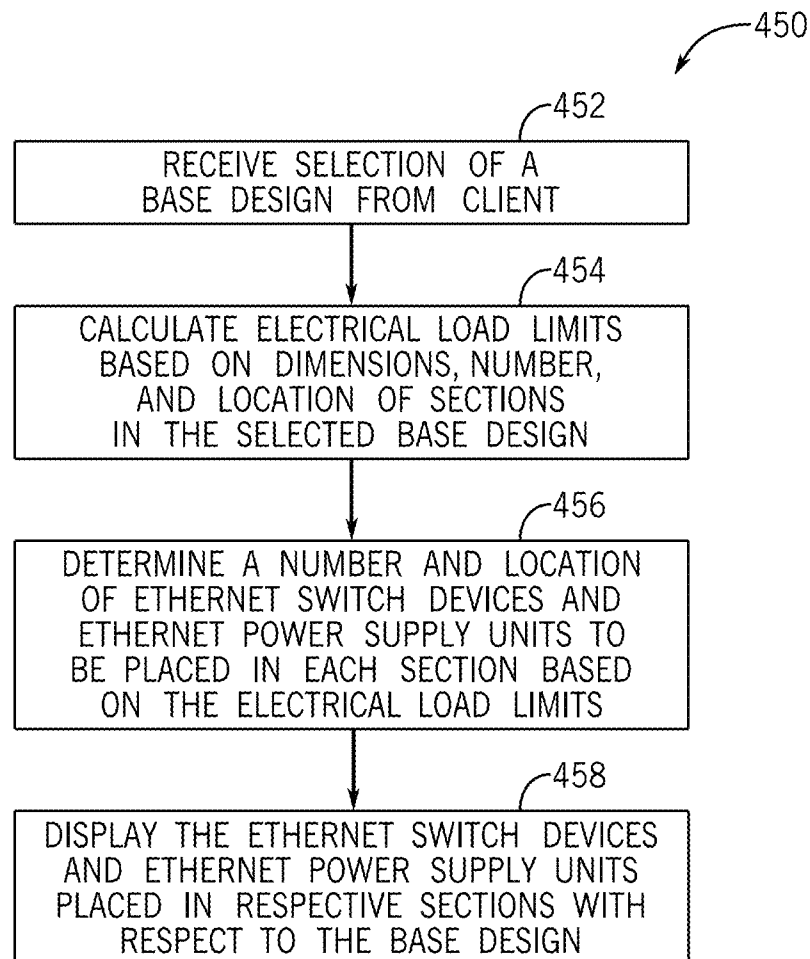 450
452
RECEIVE SELECTION OF A
BASE DESIGN FROM CLIENT
454
CALCULATE ELECTRICAL LOAD LIMITS
BASED ON DIMENSIONS, NUMBER,
AND LOCATION OF SECTIONS
IN THE SELECTED BASE DESIGN
456
DETERMINE A NUMBER AND LOCATION
OF ETHERNET SWITCH DEVICES AND
ETHERNET POWER SUPPLY UNITS TO
BE PLACED IN EACH SECTION BASED
ON THE ELECTRICAL LOAD LIMITS
458
DISPLAY THE ETHERNET SWITCH DEVICES
AND ETHERNET POWER SUPPLY UNITS
PLACED IN RESPECTIVE SECTIONS WITH
RESPECT TO THE BASE DESIGN